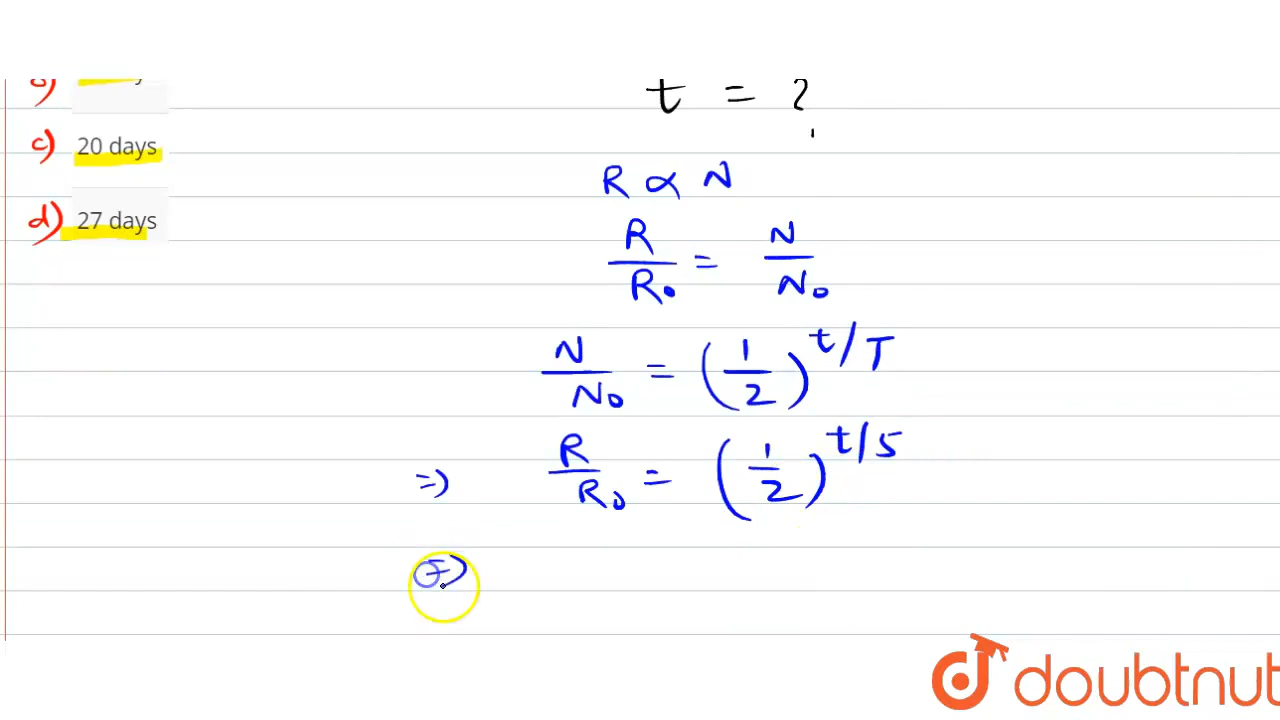 t = ?
c) 20 days
R ∝ N
d) 27 days
R/R₀ = N/N₀
N/N₀ = (1/2)^t/T
=> R/R₀ = (1/2)^t/5
=>
doubtnut